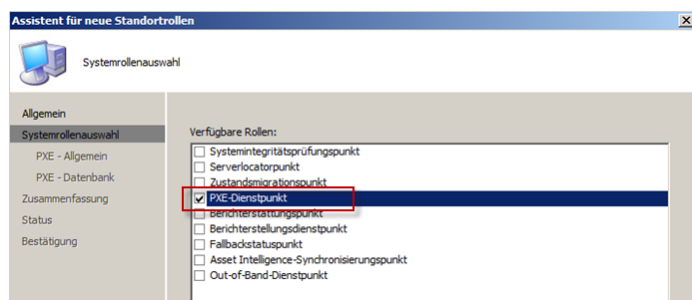 Assistent für neue Standortrollen
Systemrollenauswahl
Allgemein
Systemrollenauswahl
PXE - Allgemein
PXE - Datenbank
Zusammenfassung
Status
Bestätigung
Verfügbare Rollen:
Systemintegritätsprüfungspunkt
Serverlocatorpunkt
Zustandsmigrationspunkt
PXE-Dienstpunkt
Berichterstattungspunkt
Berichterstellungsdienstpunkt
Fallbackstatuspunkt
Asset Intelligence-Synchronisierungspunkt
Out-of-Band-Dienstpunkt